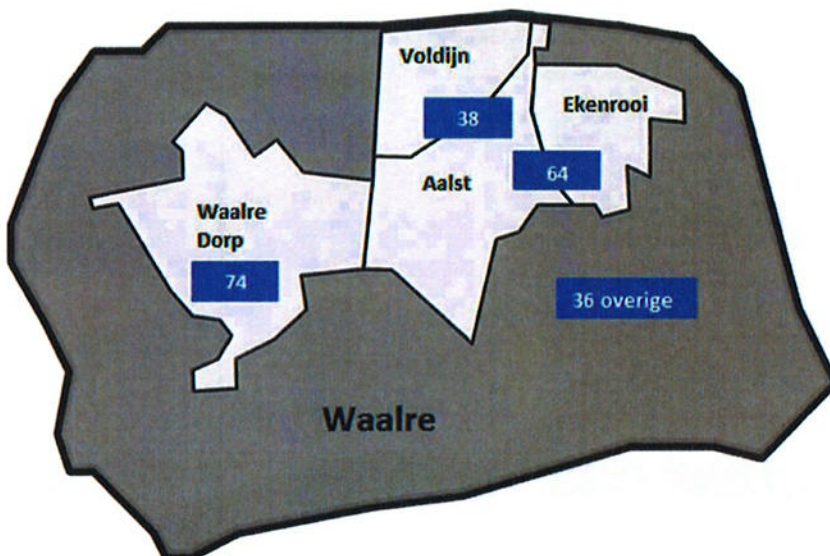 Voldijn
Ekenrooi
38
64
Aalst
Waalre
Dorp
74
36 overige
Waalre